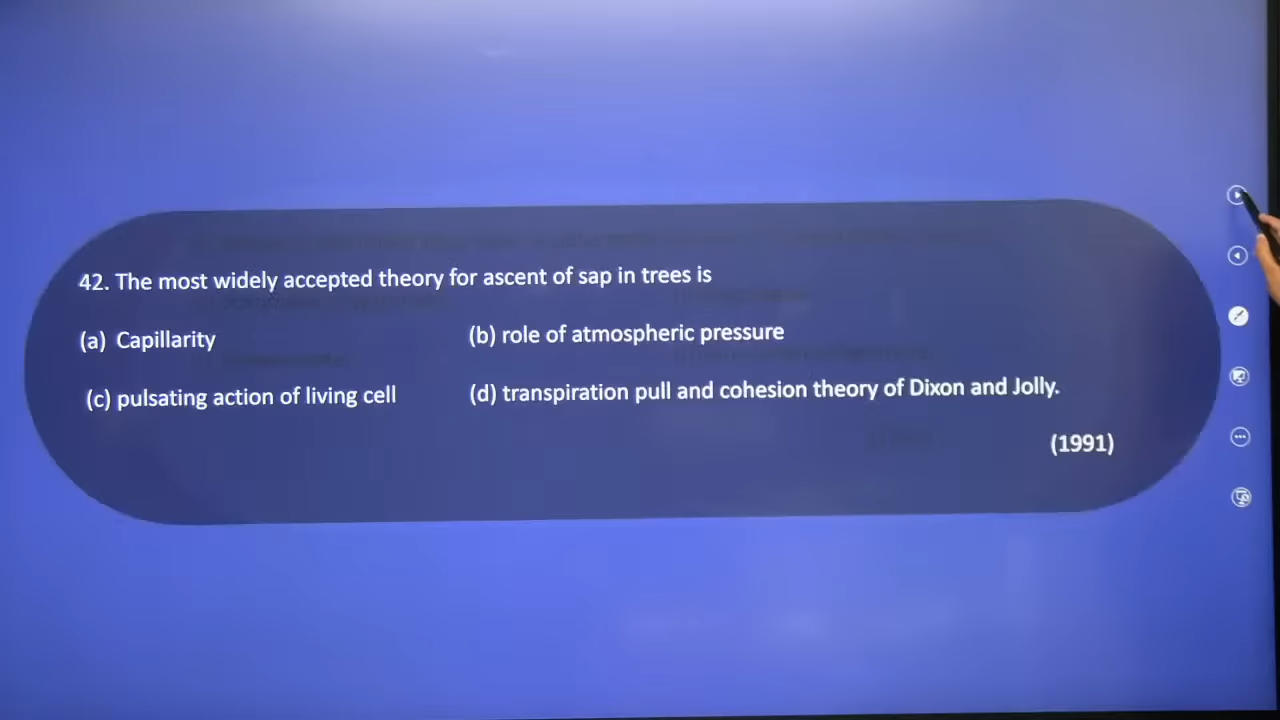 42. The most widely accepted theory for ascent of sap in trees is
(a) Capillarity (b) role of atmospheric pressure
(c) pulsating action of living cell (d) transpiration pull and cohesion theory of Dixon and Jolly.
(1991)